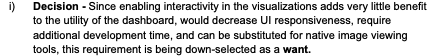 i) Decision - Since enabling interactivity in the visualizations adds very little benefit
to the utility of the dashboard, would decrease UI responsiveness, require
additional development time, and can be substituted for native image viewing
tools, this requirement is being down-selected as a want.